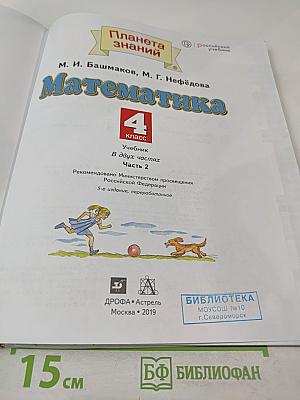 Планета
знаний
российский
учебник
М. И. Башмаков, М. Г. Нефёдова
Математика
4
класс
Учебник
В двух частях
Часть 2
Рекомендовано Министерством просвещения
Российской Федерации
5-е издание, переработанное
ДРОФА • Астрель
Москва • 2019
БИБЛИОТЕКА
МОУСОШ №10
г.Североморск
15 см
БФ БИБЛИОФАН